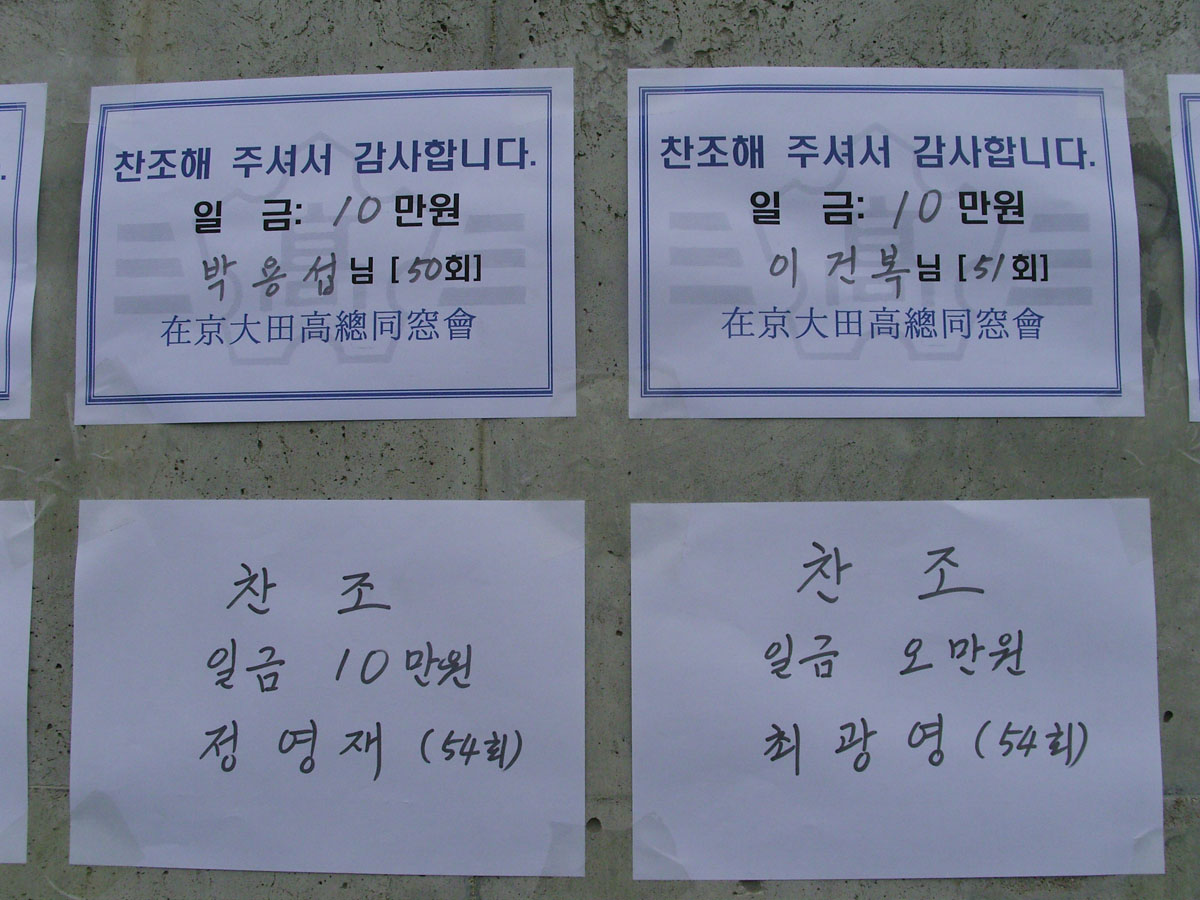 찬조해 주셔서 감사합니다.
일 금: 10 만원
박용섭님 [50회]
在京大田高總同窓會
찬조해 주셔서 감사합니다.
일 금: 10 만원
이건복님 [51회]
在京大田高總同窓會
찬 조
일금 10만원
정영재 (54회)
찬 조
일금 오만원
최광영 (54회)
高
高